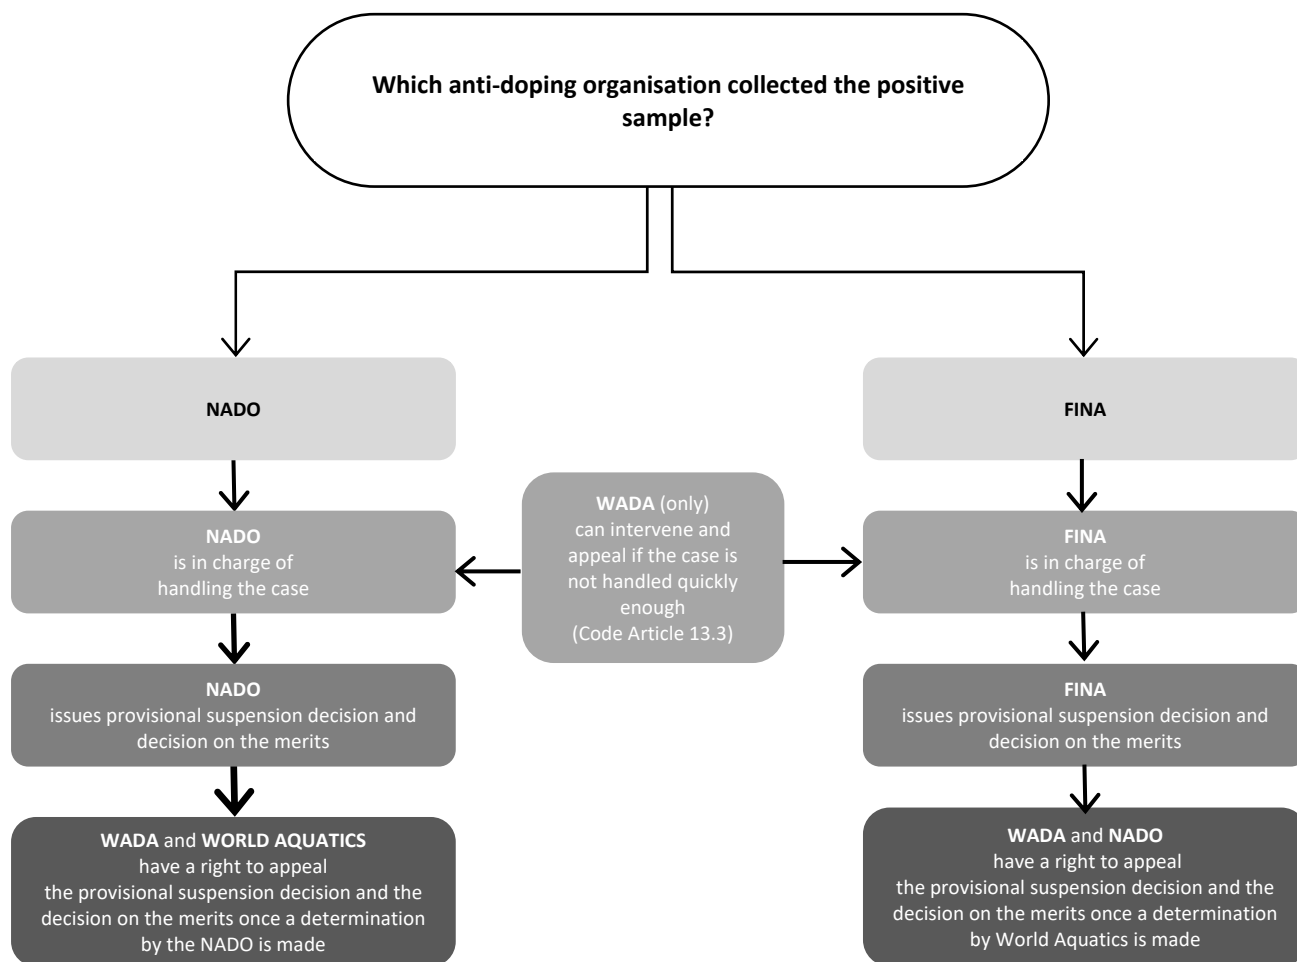 Which anti-doping organisation collected the positive
sample?
NADO
FINA
NADO
is in charge of
handling the case
WADA (only)
can intervene and
appeal if the case is
not handled quickly
enough
(Code Article 13.3)
FINA
is in charge of
handling the case
NADO
issues provisional suspension decision and
decision on the merits
FINA
issues provisional suspension decision and
decision on the merits
WADA and WORLD AQUATICS
have a right to appeal
the provisional suspension decision and the
decision on the merits once a determination
by the NADO is made
WADA and NADO
have a right to appeal
the provisional suspension decision and the
decision on the merits once a determination
by World Aquatics is made